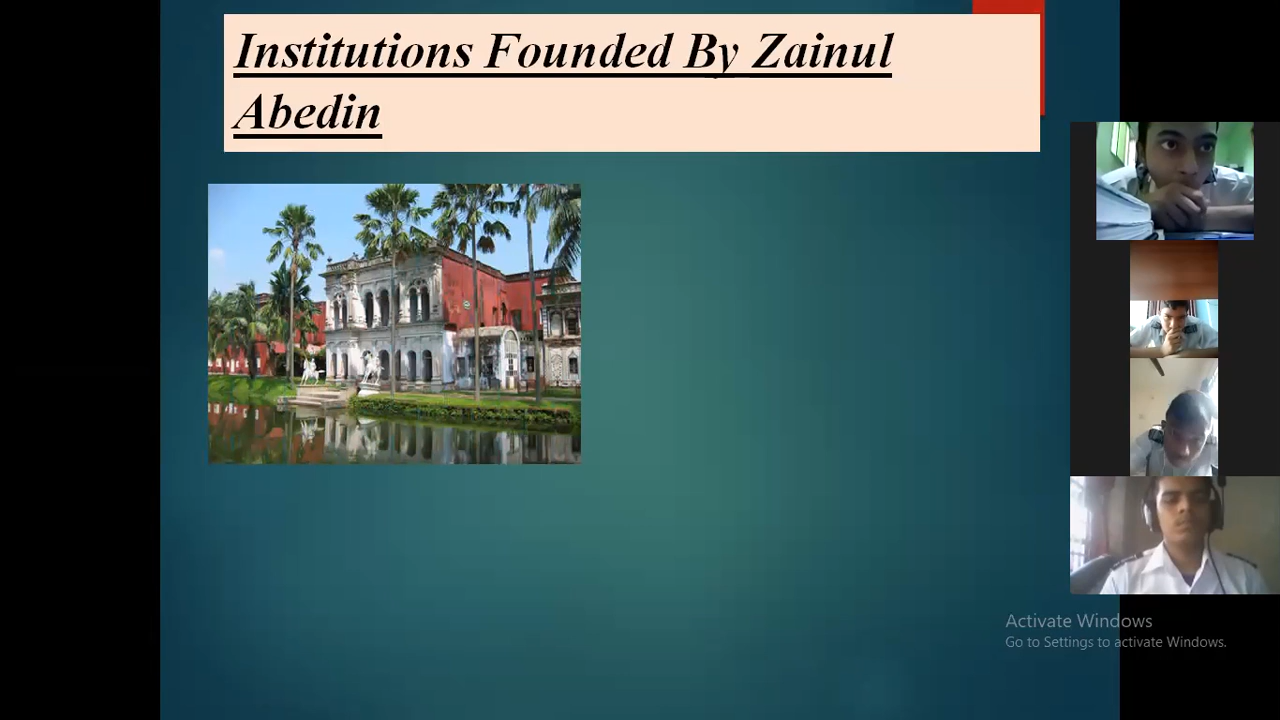 Institutions Founded By Zainul
Abedin
Activate Windows
Go to Settings to activate Windows.